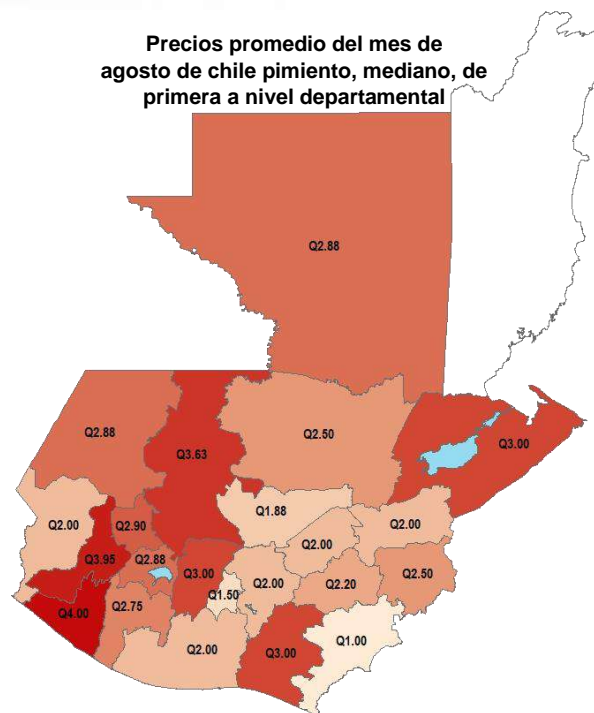 Precios promedio del mes de
agosto de chile pimiento, mediano, de
primera a nivel departamental
Q2.88
Q2.88
Q3.63
Q2.50
Q3.00
Q2.00
Q2.90
Q1.88
Q2.00
Q2.00
Q3.95
Q2.88
Q3.00
Q2.00
Q2.20
Q2.50
Q1.50
Q4.00
Q2.75
Q2.00
Q3.00
Q1.00